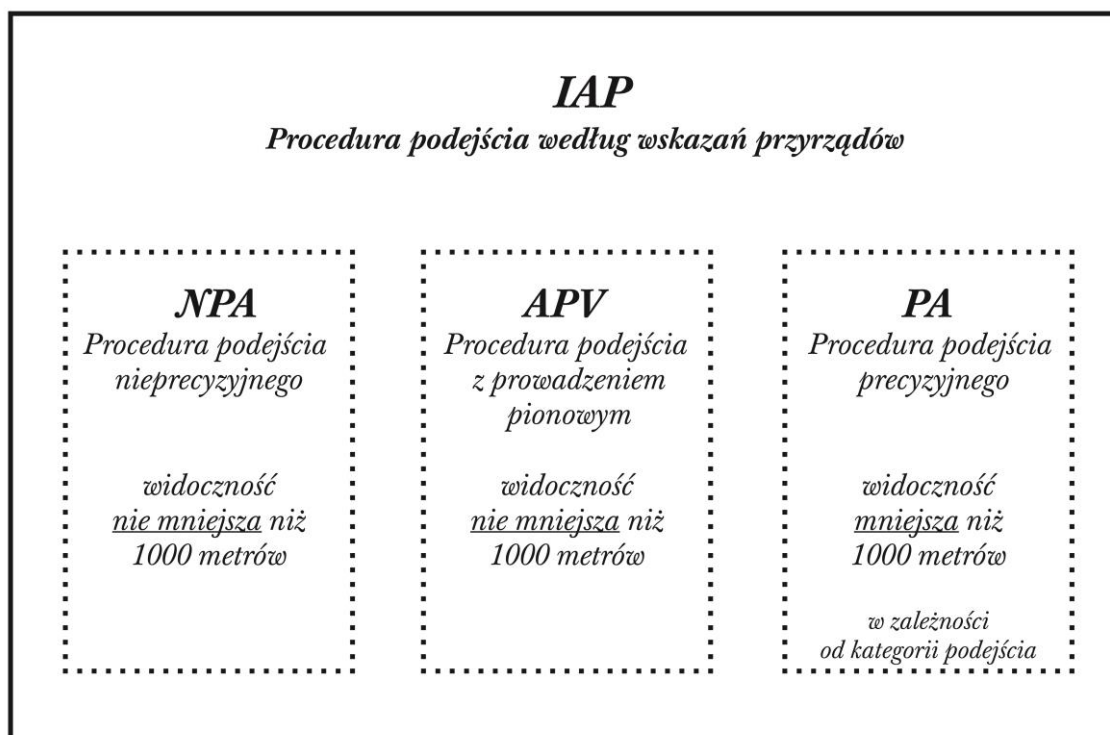 IAP
Procedura podejścia według wskazań przyrządów
NPA
Procedura podejścia
nieprecyzyjnego
widoczność
nie mniejsza niż
1000 metrów
APV
Procedura podejścia
z prowadzeniem
pionowym
widoczność
nie mniejsza niż
1000 metrów
PA
Procedura podejścia
precyzyjnego
widoczność
mniejsza niż
1000 metrów
w zależności
od kategorii podejścia